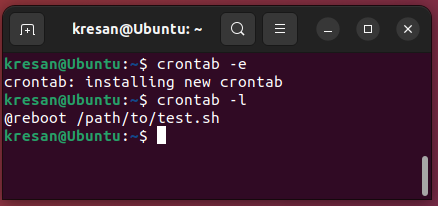 kresan@Ubuntu: ~
kresan@Ubuntu:~$ crontab -e
crontab: installing new crontab
kresan@Ubuntu:~$ crontab -l
@reboot /path/to/test.sh
kresan@Ubuntu:~$